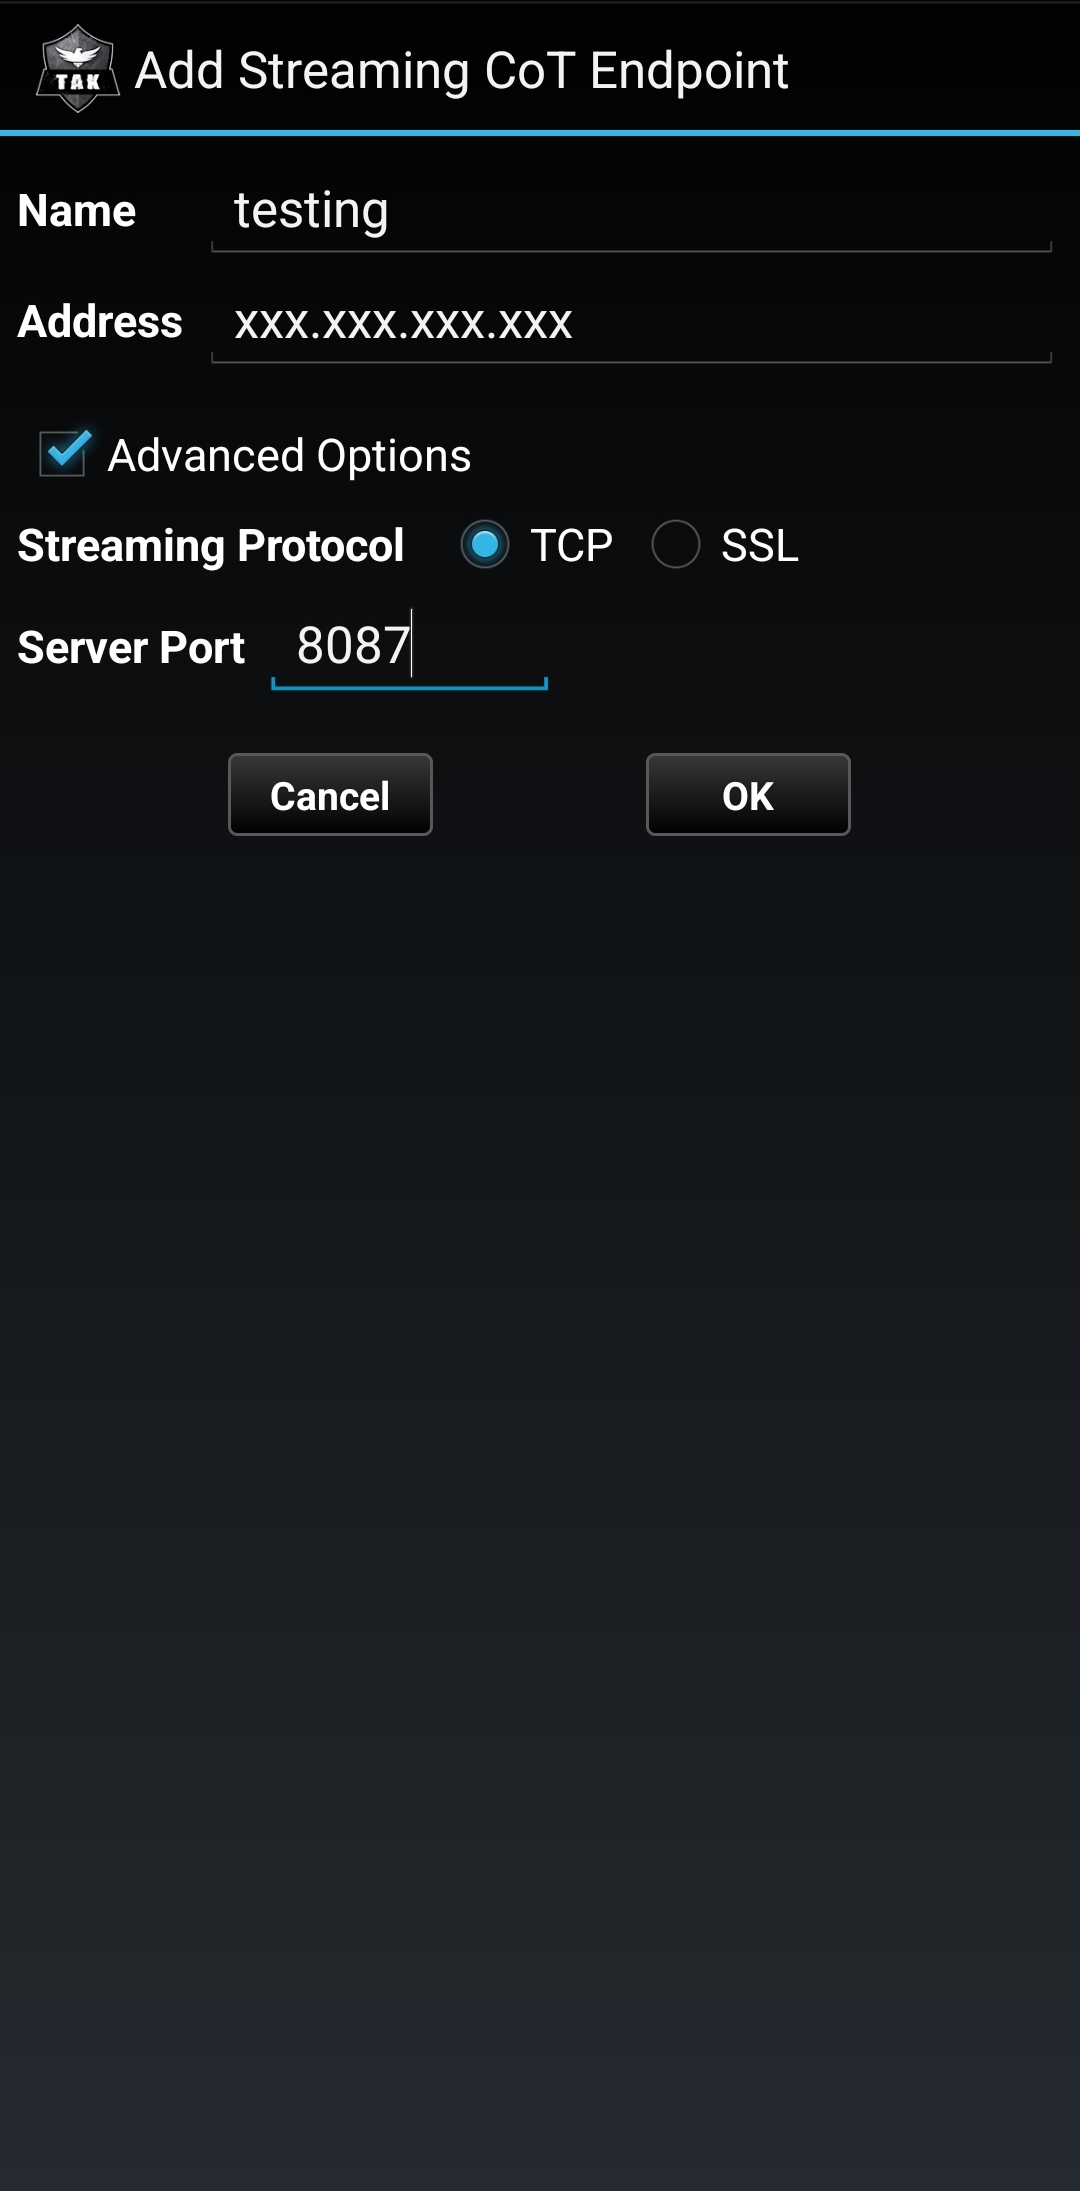 TAK
Add Streaming CoT Endpoint
Name testing
Address xxx.xxx.xxx.xxx
Advanced Options
Streaming Protocol TCP SSL
Server Port 8087
Cancel OK